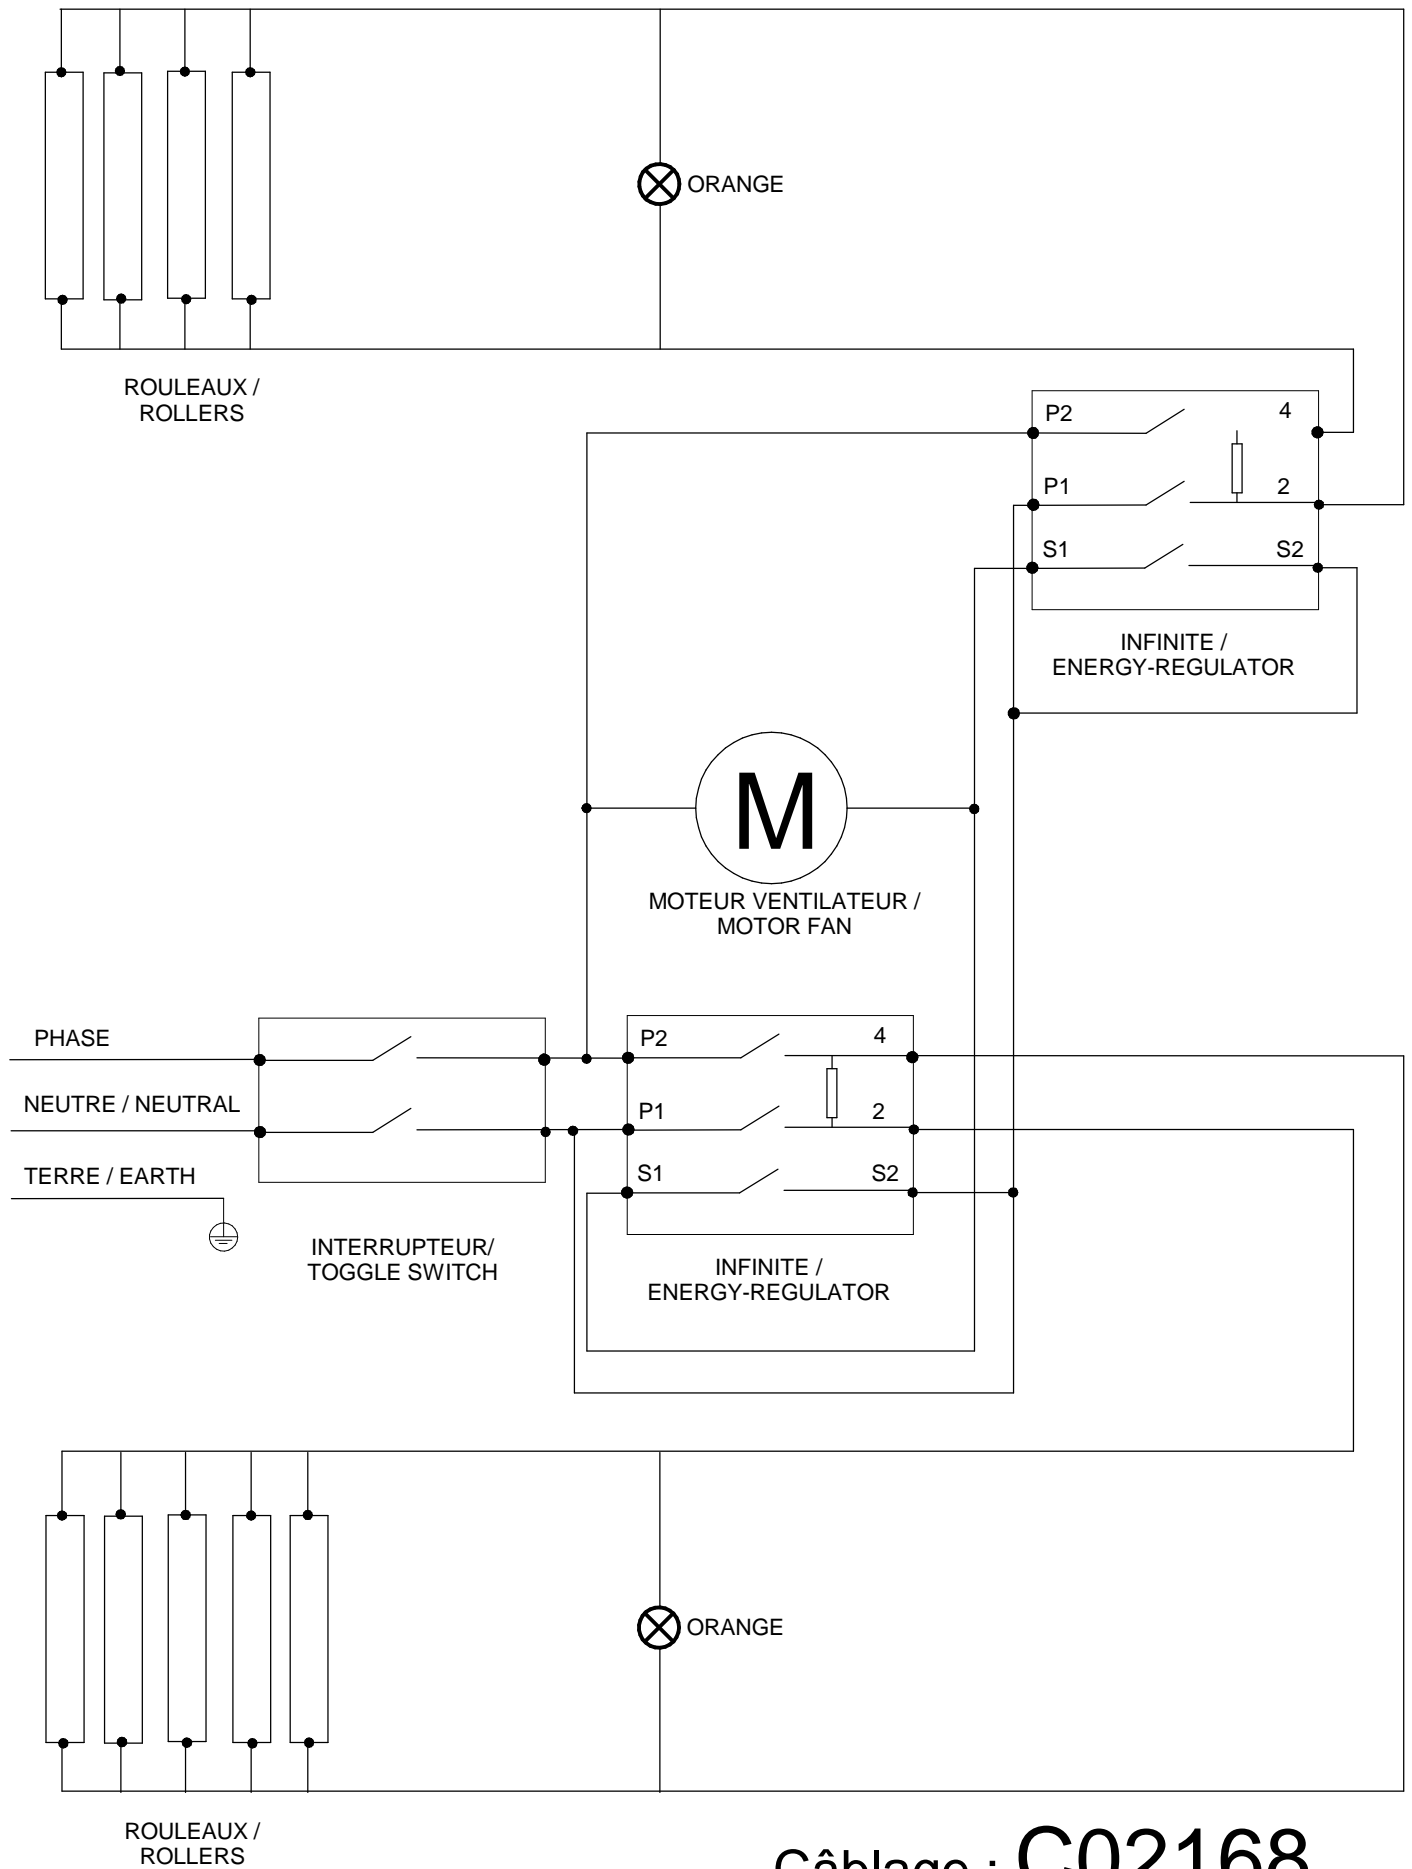 ORANGE
ROULEAUX /
ROLLERS
P2
4
P1
2
S1
S2
INFINITE /
ENERGY-REGULATOR
M
MOTEUR VENTILATEUR /
MOTOR FAN
PHASE
NEUTRE / NEUTRAL
TERRE / EARTH
INTERRUPTEUR/
TOGGLE SWITCH
P2
4
P1
2
S1
S2
INFINITE /
ENERGY-REGULATOR
ORANGE
ROULEAUX /
ROLLERS
Câblage : C02168